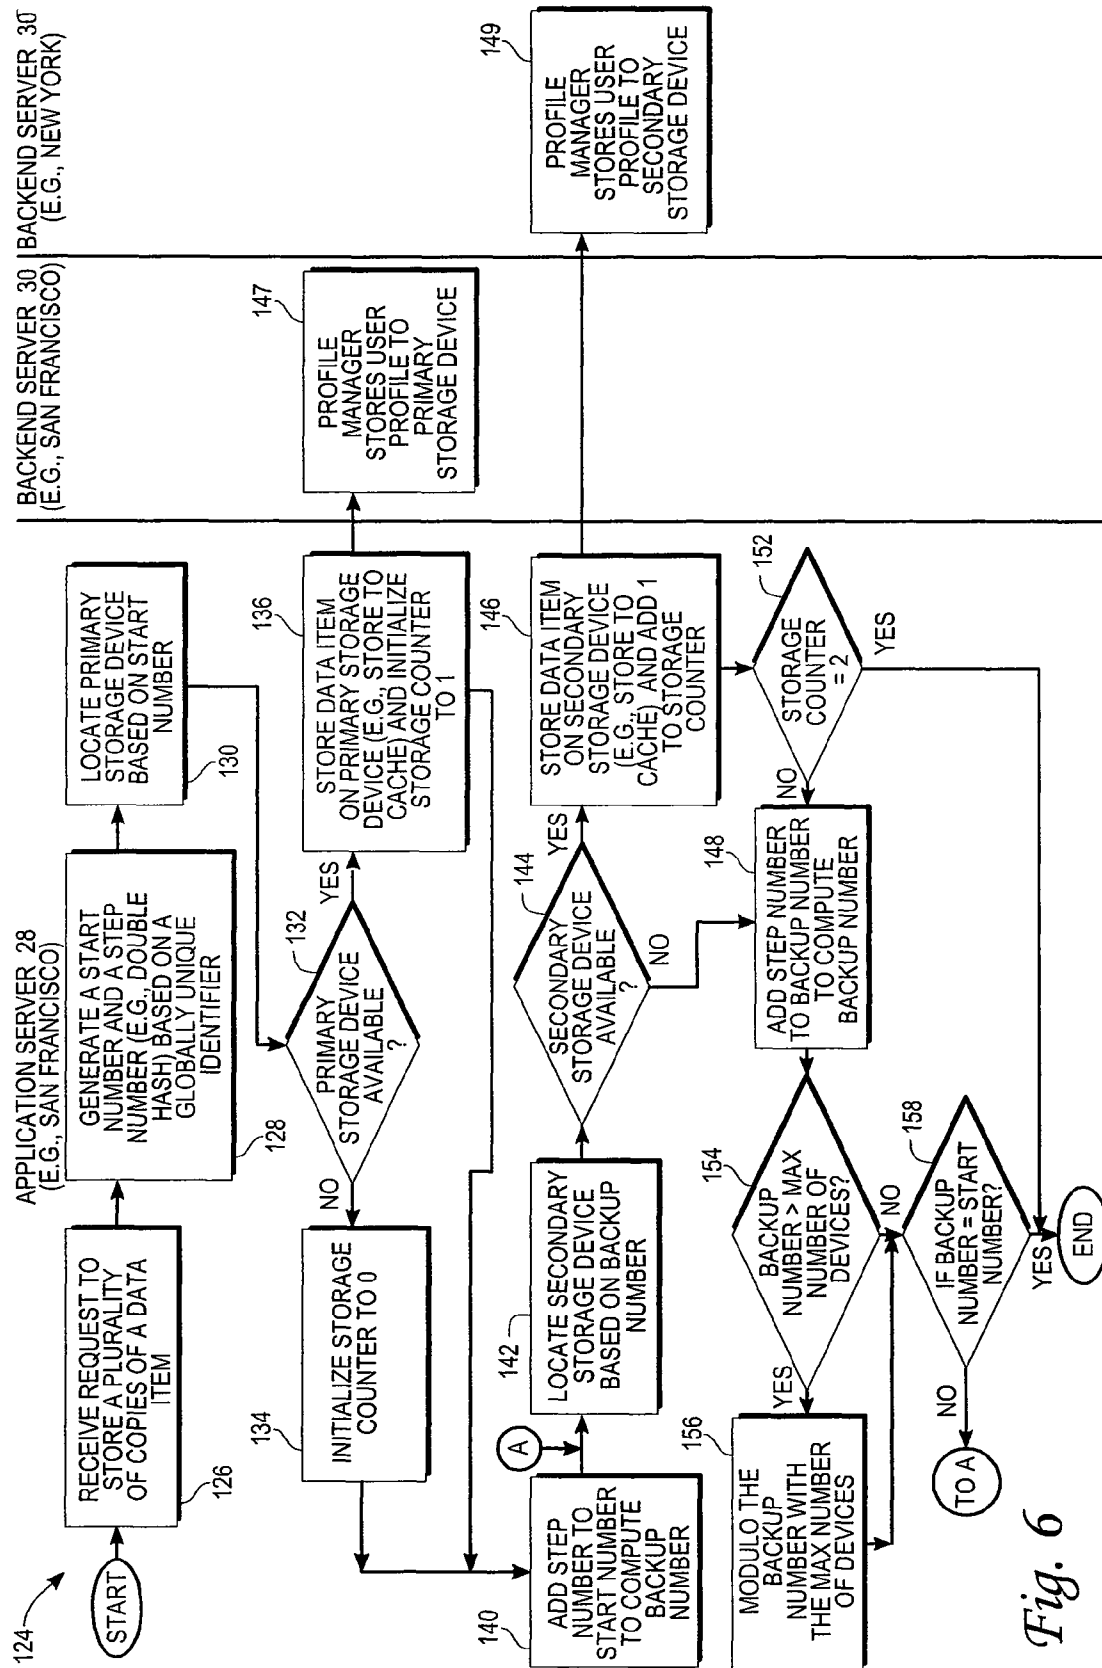 APPLICATION SERVER 28
(E.G., SAN FRANCISCO)
BACKEND SERVER 30
(E.G., SAN FRANCISCO)
BACKEND SERVER 30
(E.G., NEW YORK)
124
START
RECEIVE REQUEST TO
STORE A PLURALITY
OF COPIES OF A DATA
ITEM
126
GENERATE A START
NUMBER AND A STEP
NUMBER (E.G., DOUBLE
HASH) BASED ON A
GLOBALLY UNIQUE
IDENTIFIER
128
LOCATE PRIMARY
STORAGE DEVICE
BASED ON START
NUMBER
130
PRIMARY
STORAGE DEVICE
AVAILABLE
?
132
YES
NO
INITIALIZE STORAGE
COUNTER TO 0
134
STORE DATA ITEM
ON PRIMARY STORAGE
DEVICE (E.G., STORE TO
CACHE) AND INITIALIZE
STORAGE COUNTER
TO 1
136
PROFILE
MANAGER
STORES USER
PROFILE TO
PRIMARY
STORAGE DEVICE
147
ADD STEP
NUMBER TO
START NUMBER
TO COMPUTE
BACKUP
NUMBER
140
A
LOCATE SECONDARY
STORAGE DEVICE
BASED ON BACKUP
NUMBER
142
SECONDARY
STORAGE DEVICE
AVAILABLE
?
144
YES
NO
STORE DATA ITEM
ON SECONDARY
STORAGE DEVICE
(E.G., STORE TO
CACHE) AND ADD 1
TO STORAGE
COUNTER
146
PROFILE
MANAGER
STORES USER
PROFILE TO
SECONDARY
STORAGE DEVICE
149
STORAGE
COUNTER
= 2
152
YES
NO
ADD STEP NUMBER
TO BACKUP NUMBER
TO COMPUTE
BACKUP NUMBER
148
BACKUP
NUMBER > MAX
NUMBER OF
DEVICES?
154
YES
NO
MODULO THE
BACKUP
NUMBER WITH
THE MAX NUMBER
OF DEVICES
156
IF BACKUP
NUMBER = START
NUMBER?
158
NO
YES
TO A
END
Fig. 6